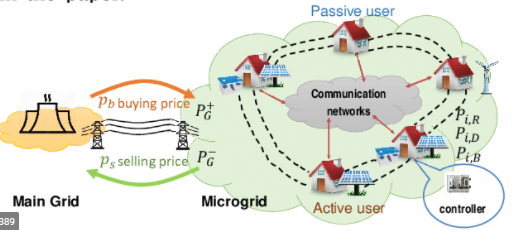 Passive user
Communication
networks
p_b buying price
P_G^+
P_{i,R}
P_{i,D}
P_{i,B}
p_s selling price
P_G^-
Main Grid
Microgrid
Active user
controller
389